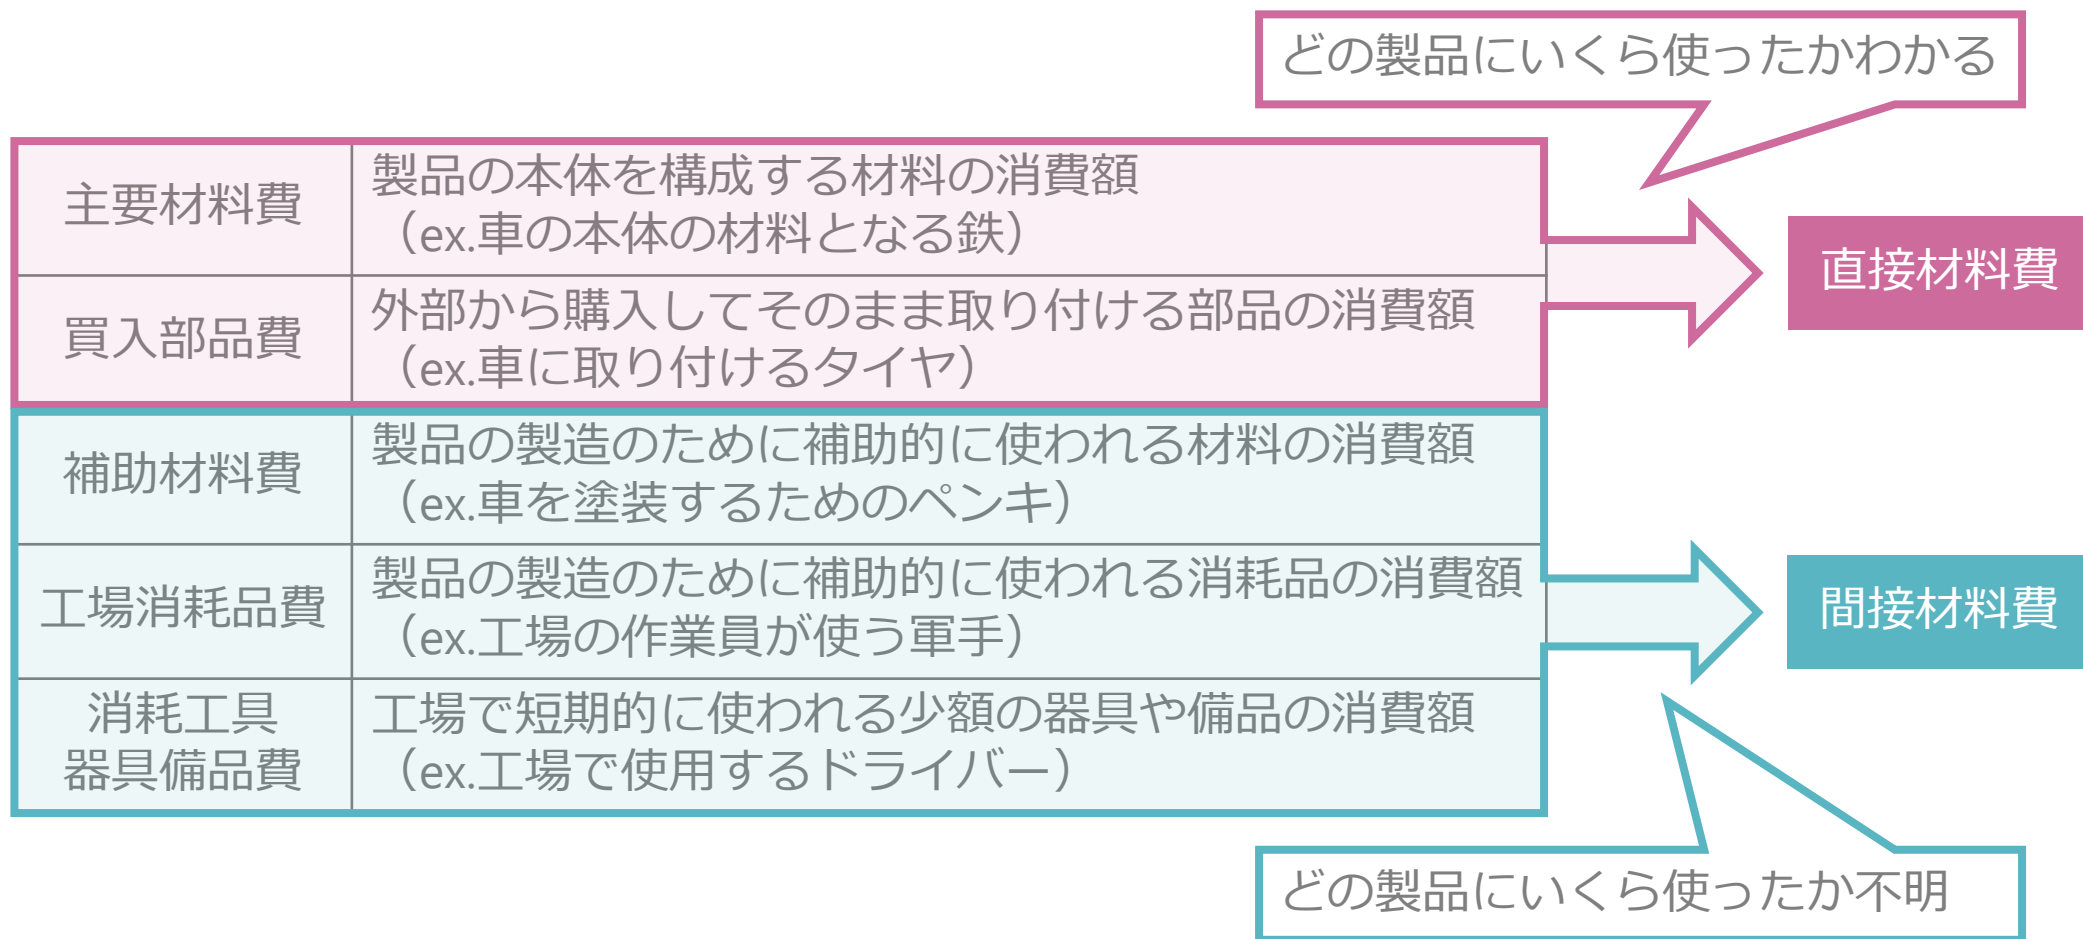 どの製品にいくら使ったかわかる
主要材料費
製品の本体を構成する材料の消費額
（ex.車の本体の材料となる鉄）
買入部品費
外部から購入してそのまま取り付ける部品の消費額
（ex.車に取り付けるタイヤ）
直接材料費
補助材料費
製品の製造のために補助的に使われる材料の消費額
（ex.車を塗装するためのペンキ）
工場消耗品費
製品の製造のために補助的に使われる消耗品の消費額
（ex.工場の作業員が使う軍手）
消耗工具
器具備品費
工場で短期的に使われる少額の器具や備品の消費額
（ex.工場で使用するドライバー）
間接材料費
どの製品にいくら使ったか不明